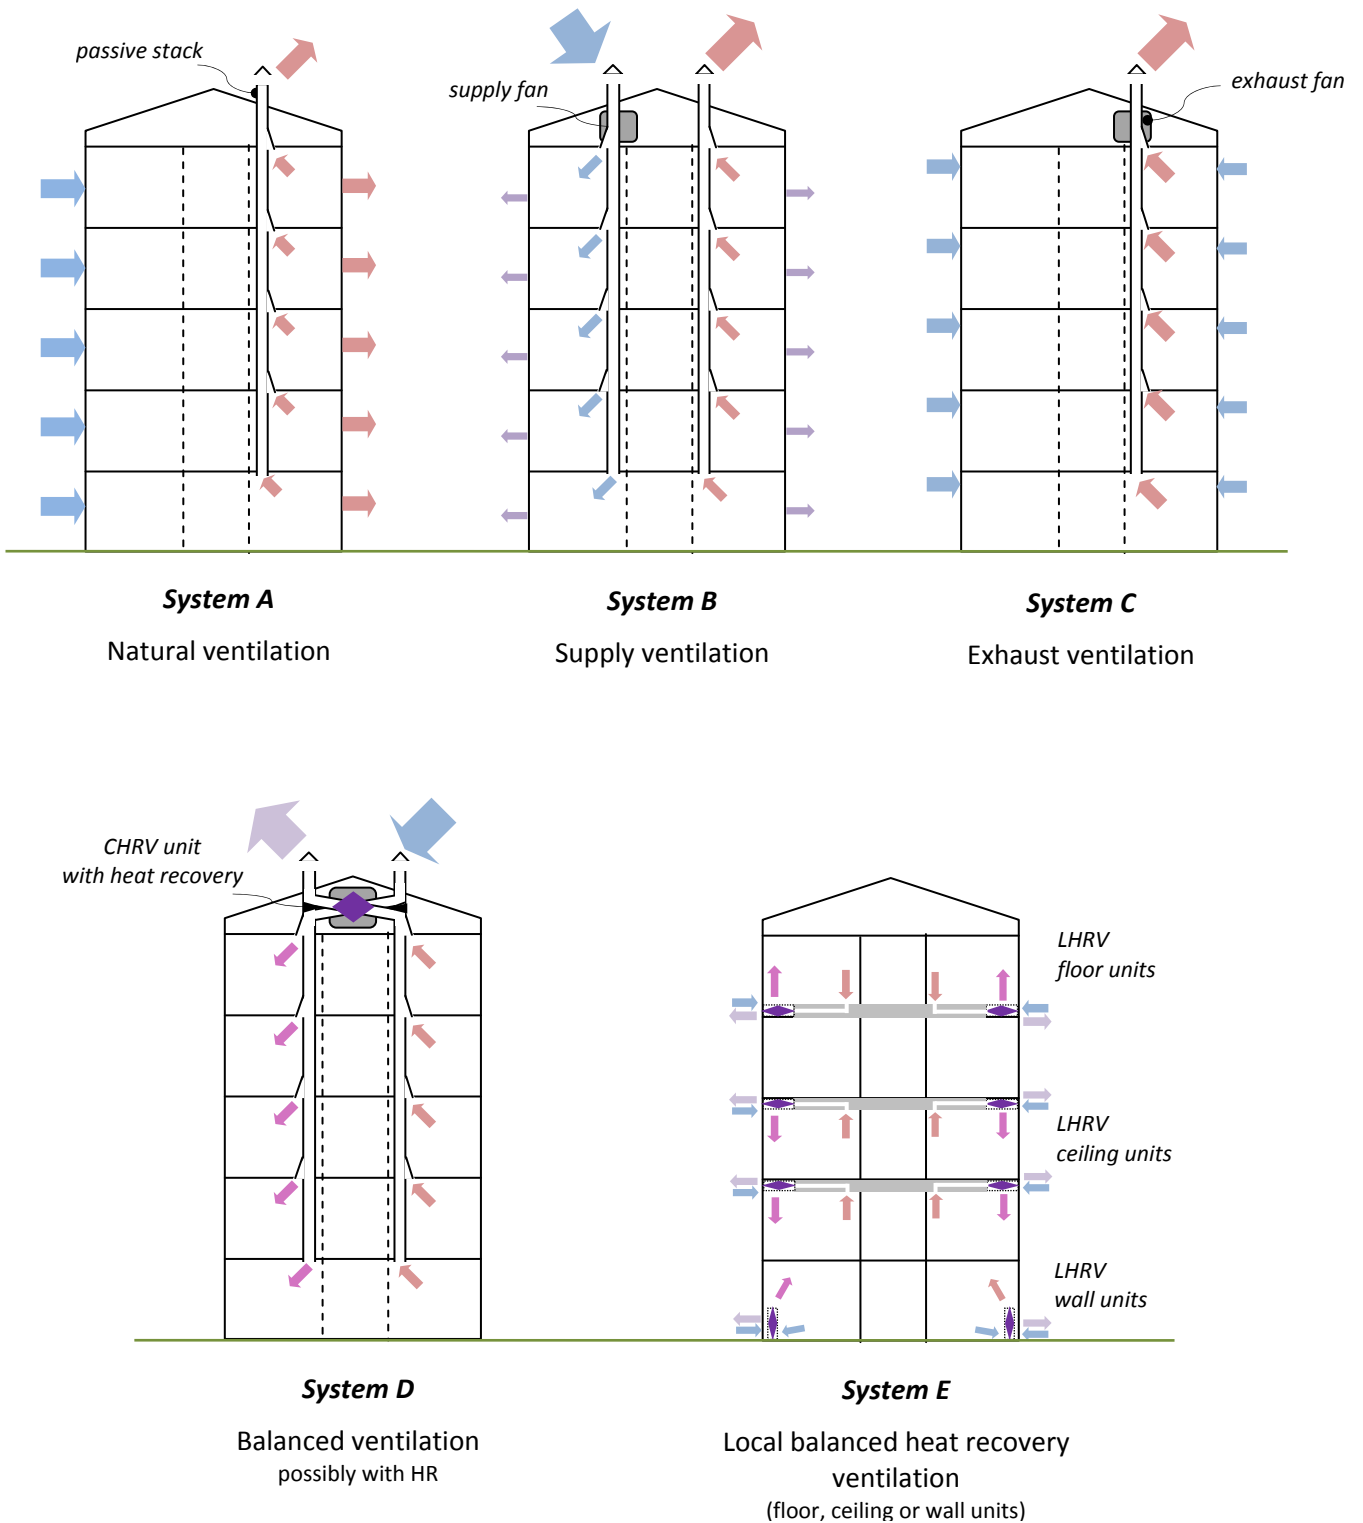 passive stack
supply fan
exhaust fan
System A
Natural ventilation
System B
Supply ventilation
System C
Exhaust ventilation
CHRV unit
with heat recovery
LHRV
floor units
LHRV
ceiling units
LHRV
wall units
System D
Balanced ventilation
possibly with HR
System E
Local balanced heat recovery
ventilation
(floor, ceiling or wall units)